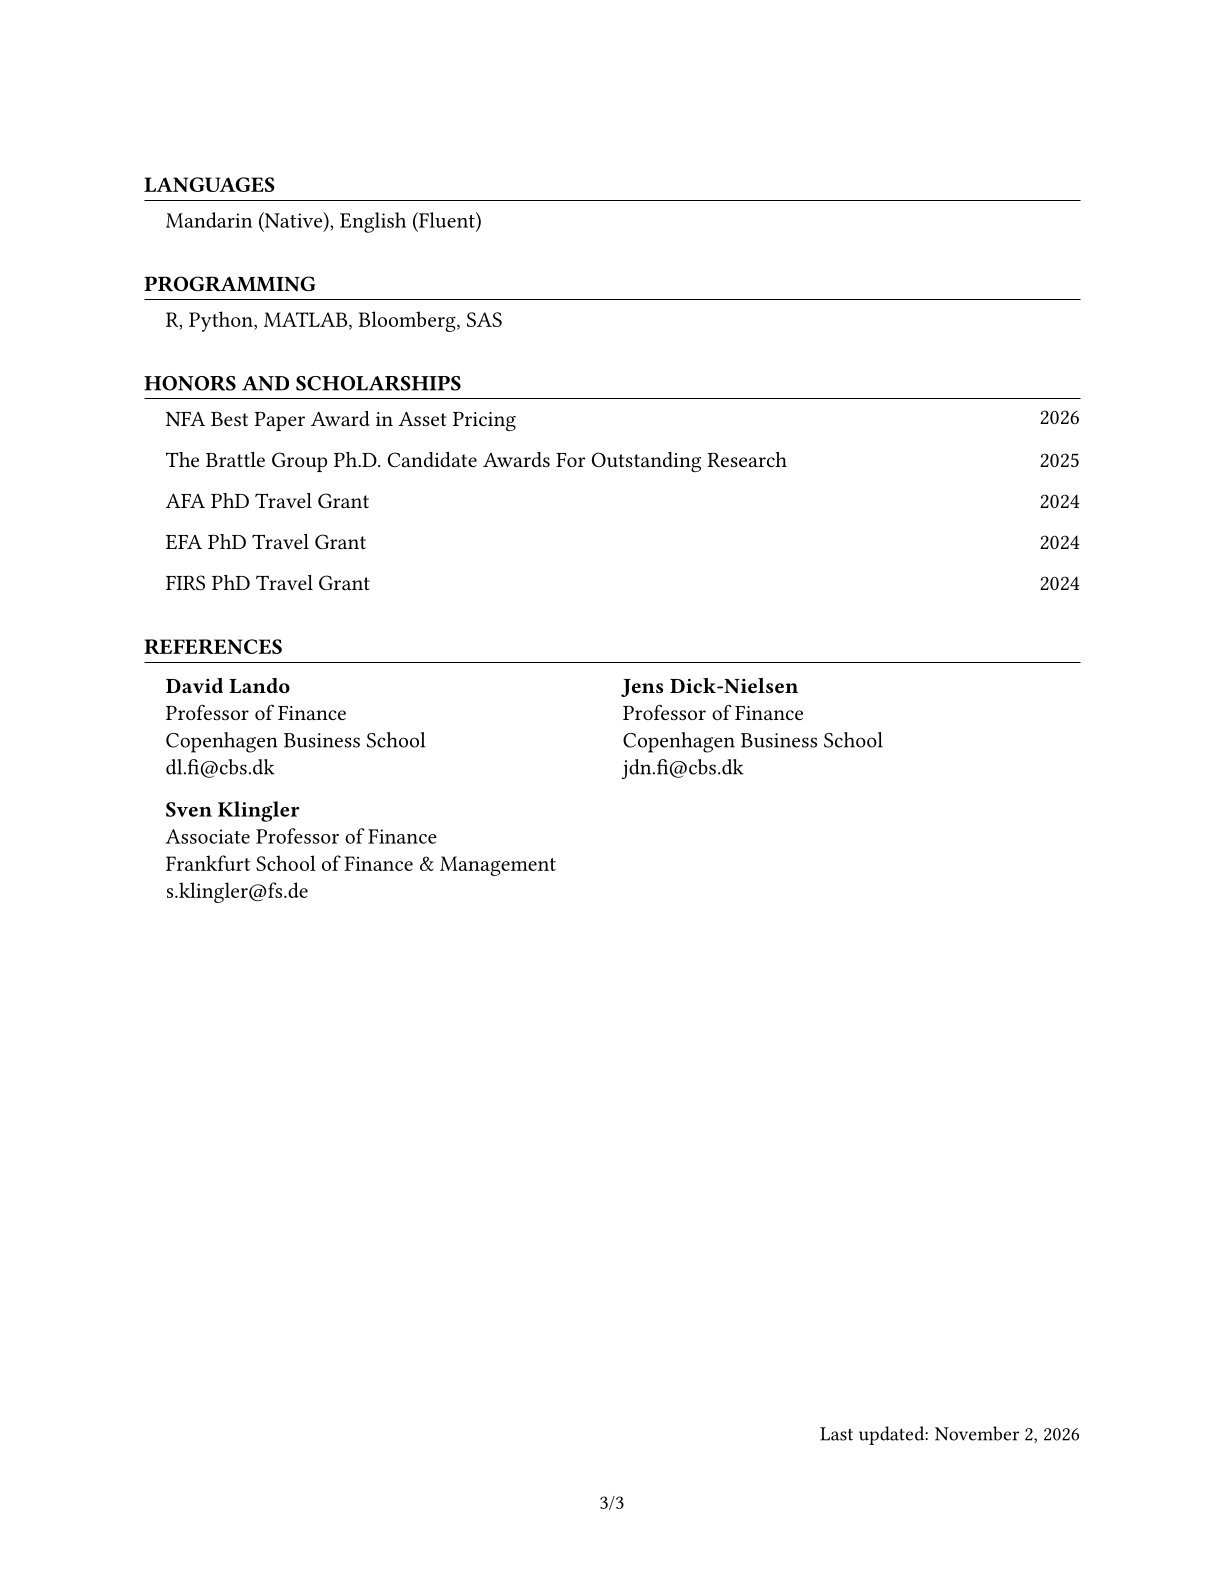 LANGUAGES
Mandarin (Native), English (Fluent)
PROGRAMMING
R, Python, MATLAB, Bloomberg, SAS
HONORS AND SCHOLARSHIPS
NFA Best Paper Award in Asset Pricing 2026
The Brattle Group Ph.D. Candidate Awards For Outstanding Research 2025
AFA PhD Travel Grant 2024
EFA PhD Travel Grant 2024
FIRS PhD Travel Grant 2024
REFERENCES
David Lando
Professor of Finance
Copenhagen Business School
dl.fi@cbs.dk
Jens Dick-Nielsen
Professor of Finance
Copenhagen Business School
jdn.fi@cbs.dk
Sven Klingler
Associate Professor of Finance
Frankfurt School of Finance & Management
s.klingler@fs.de
Last updated: November 2, 2026
3/3